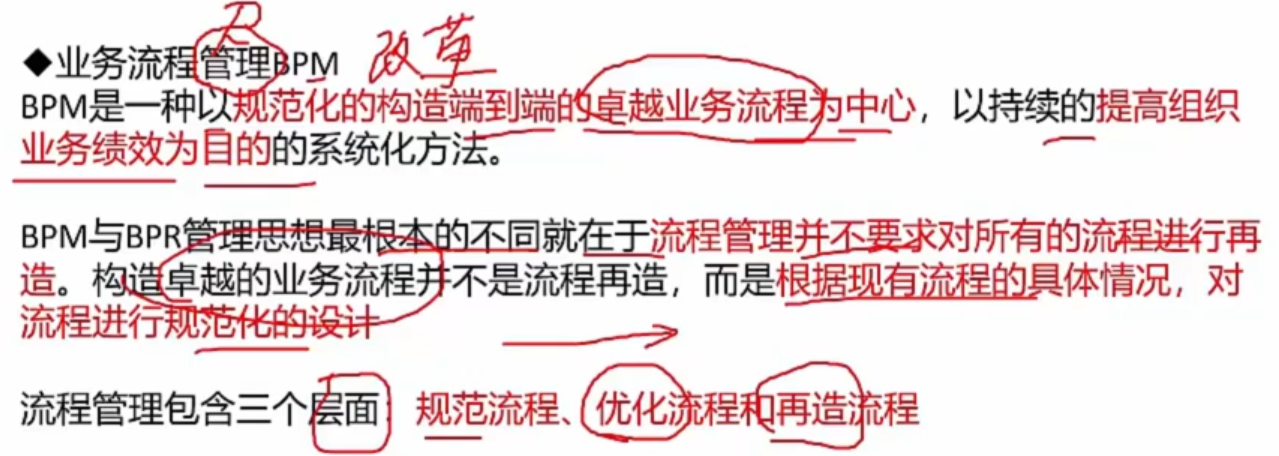 改革
◆业务流程管理BPM
BPM是一种以规范化的构造端到端的卓越业务流程为中心，以持续的提高组织
业务绩效为目的的系统化方法。
BPM与BPR管理思想最根本的不同就在于流程管理并不要求对所有的流程进行再
造。构造卓越的业务流程并不是流程再造，而是根据现有流程的具体情况，对
流程进行规范化的设计
流程管理包含三个层面：规范流程、优化流程和再造流程